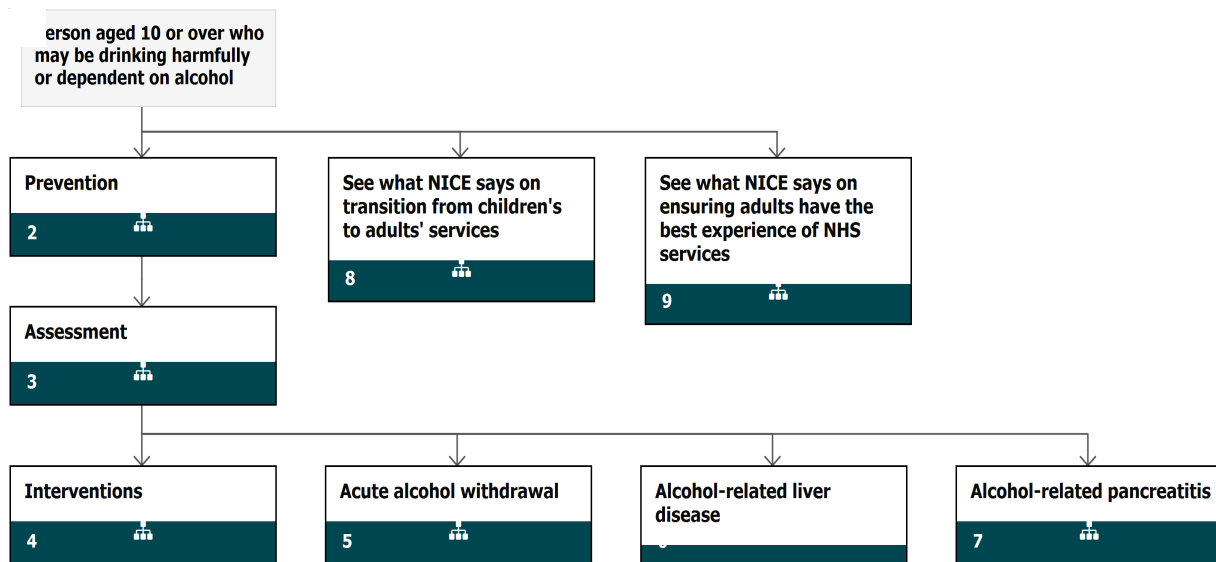 erson aged 10 or over who
may be drinking harmfully
or dependent on alcohol
Prevention
2
See what NICE says on
transition from children's
to adults' services
8
See what NICE says on
ensuring adults have the
best experience of NHS
services
9
Assessment
3
Interventions
4
Acute alcohol withdrawal
5
Alcohol-related liver
disease
Alcohol-related pancreatitis
7